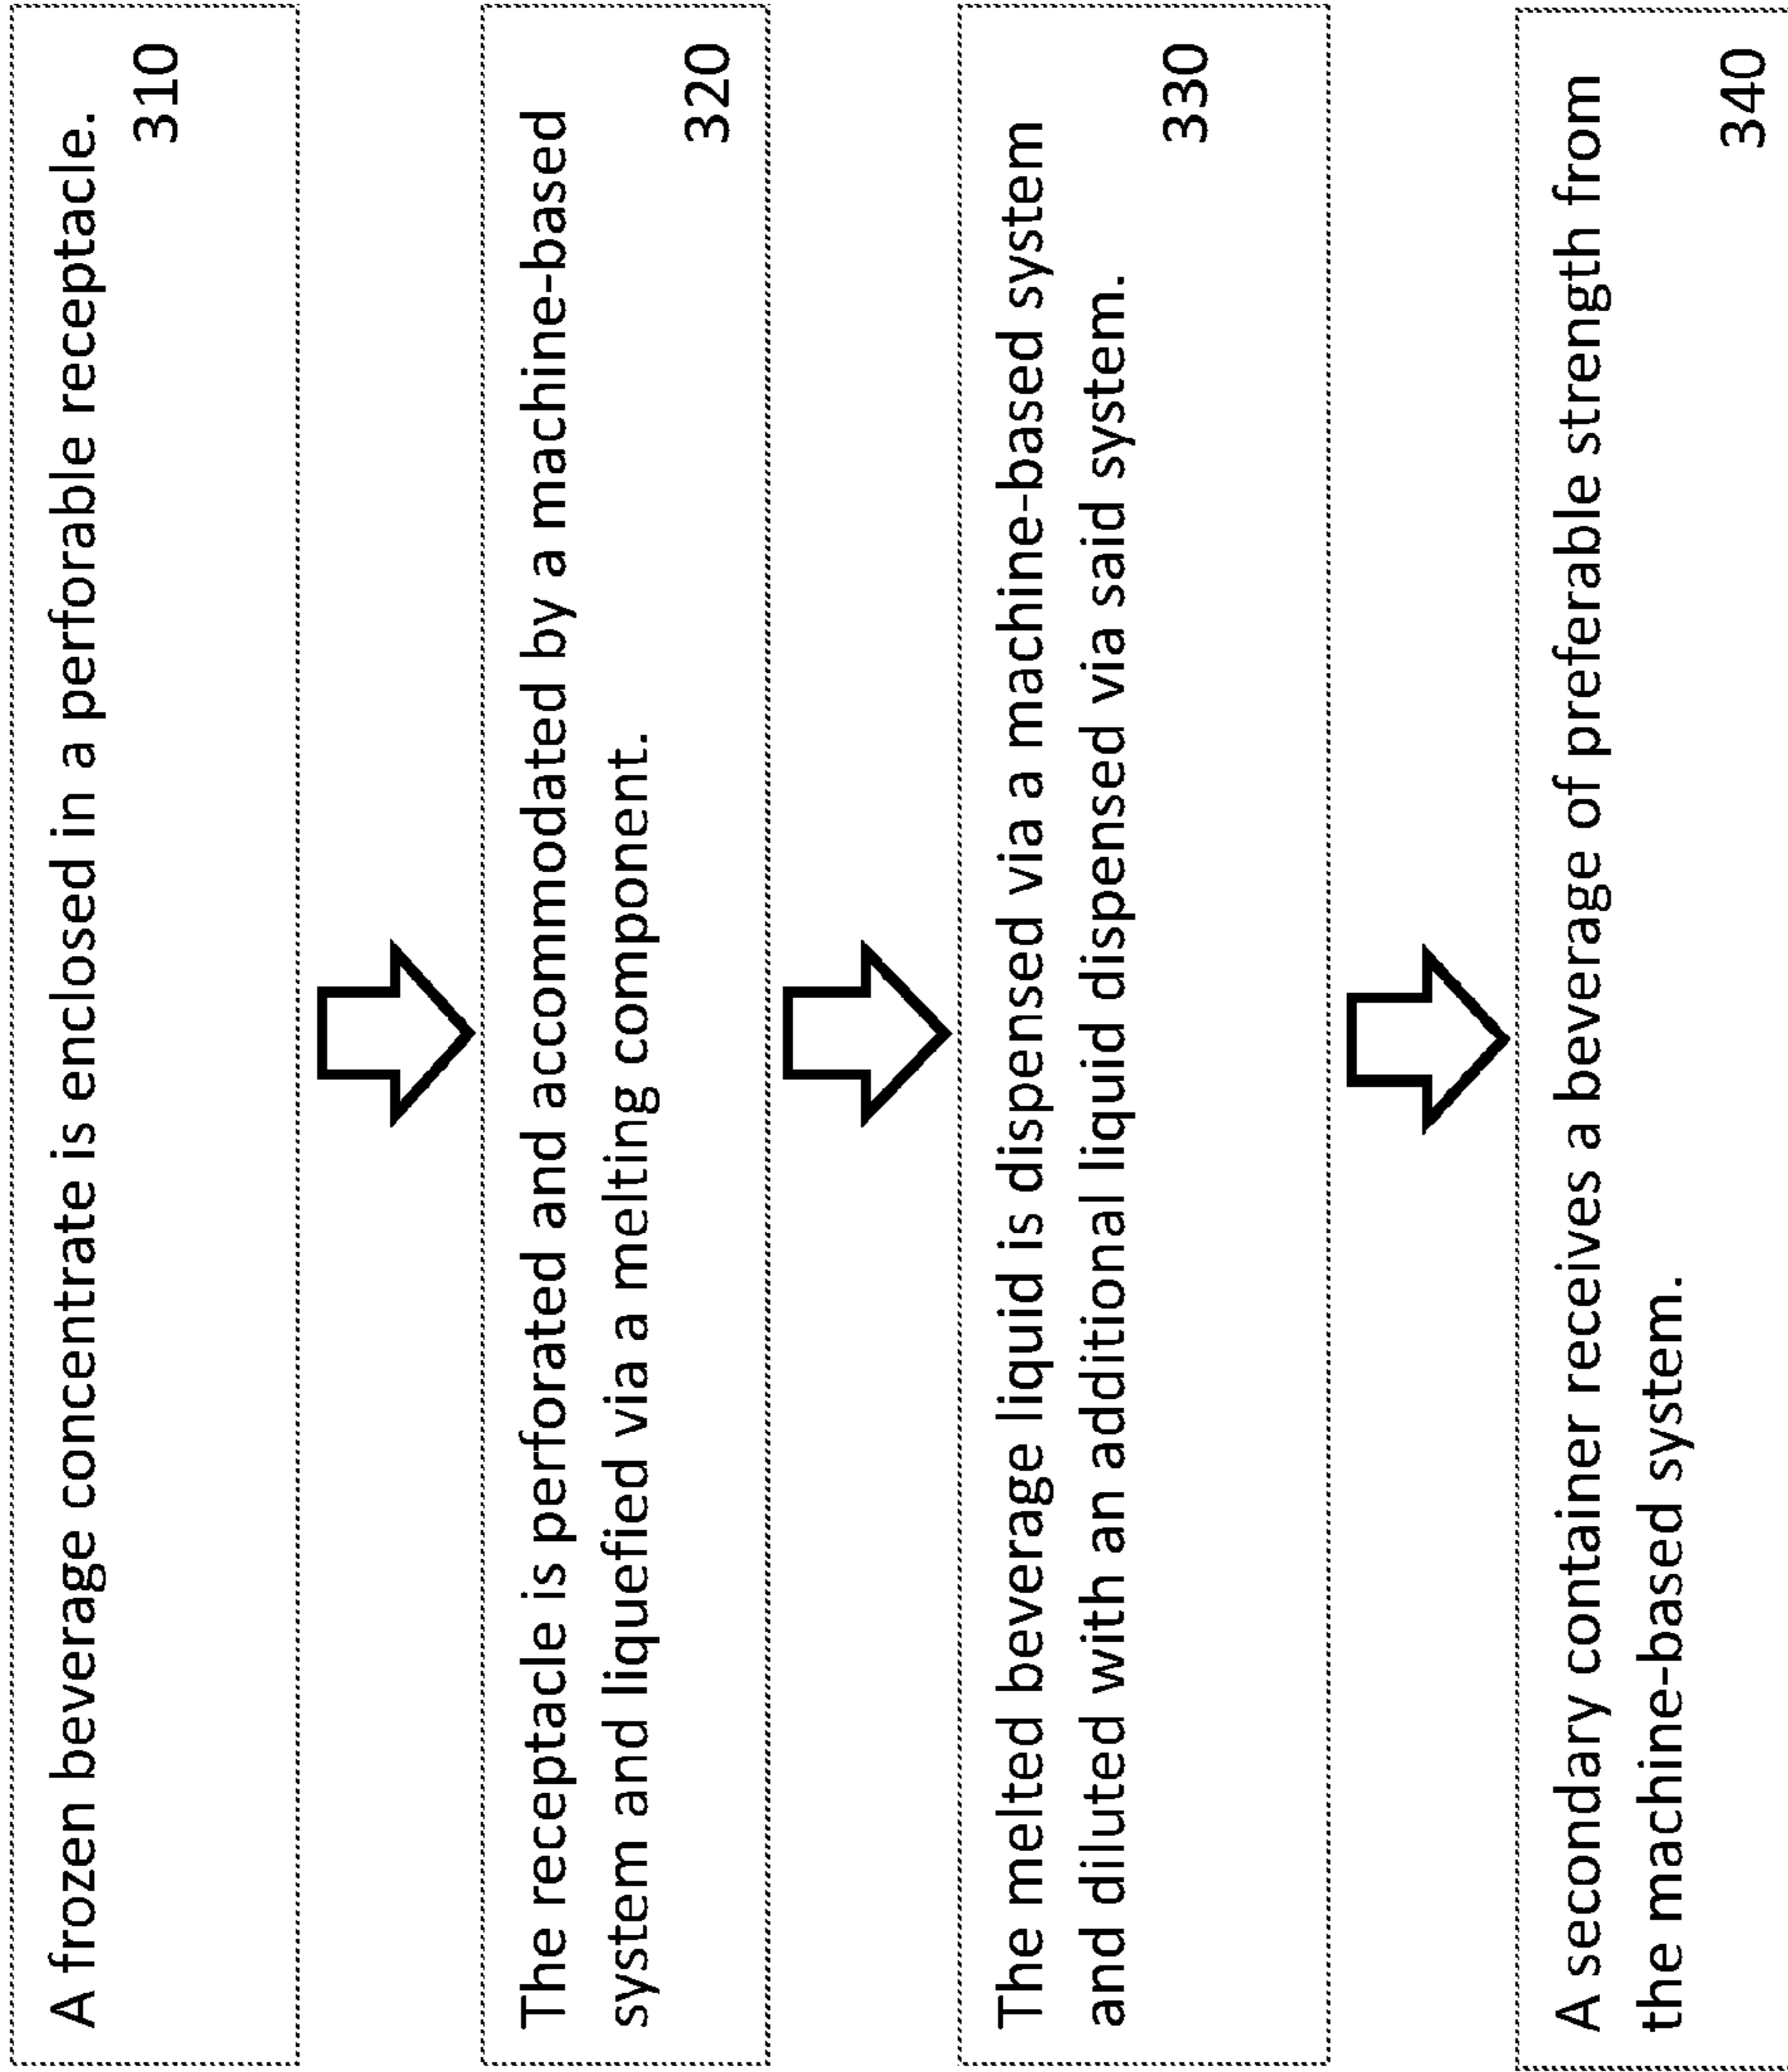 A frozen beverage concentrate is enclosed in a perforable receptacle.
310
The receptacle is perforated and accommodated by a machine-based
system and liquefied via a melting component.
320
The melted beverage liquid is dispensed via a machine-based system
and diluted with an additional liquid dispensed via said system.
330
A secondary container receives a beverage of preferable strength from
the machine-based system.
340